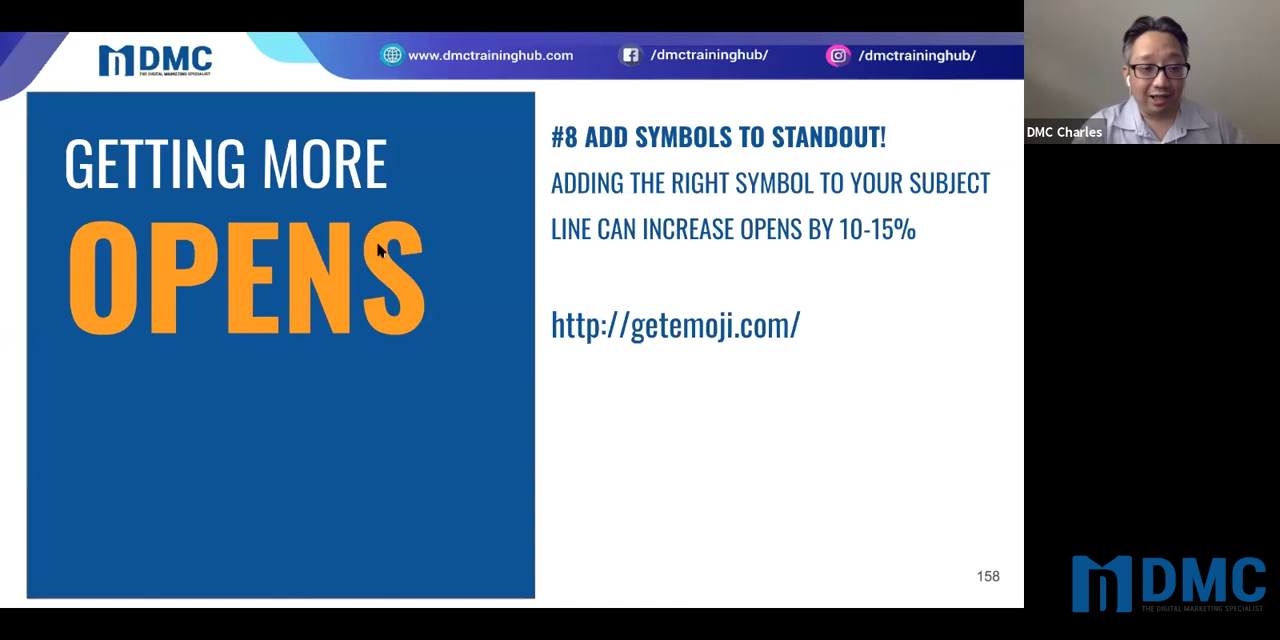 DMC
THE DIGITAL MARKETING SPECIALIST
www.dmctraininghub.com
/dmctraininghub/
/dmctraininghub/
DMC Charles
GETTING MORE
OPENS
#8 ADD SYMBOLS TO STANDOUT!
ADDING THE RIGHT SYMBOL TO YOUR SUBJECT
LINE CAN INCREASE OPENS BY 10-15%
http://getemoji.com/
158
DMC
THE DIGITAL MARKETING SPECIALIST